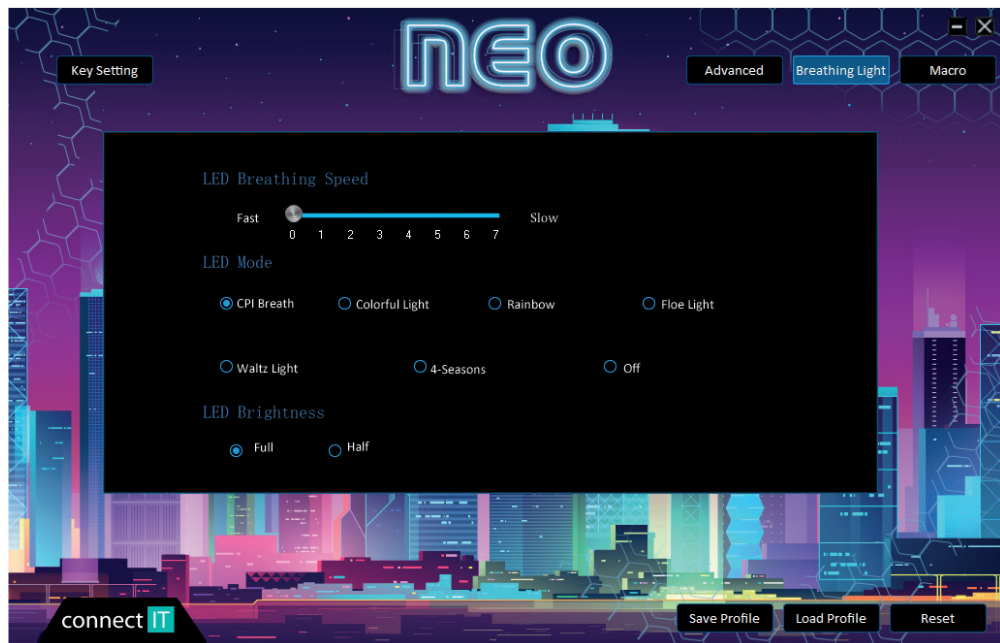 neo
Key Setting
Advanced
Breathing Light
Macro
LED Breathing Speed
Fast
Slow
0 1 2 3 4 5 6 7
LED Mode
CPI Breath
Colorful Light
Rainbow
Floe Light
Waltz Light
4-Seasons
Off
LED Brightness
Full
Half
connect IT
Save Profile
Load Profile
Reset